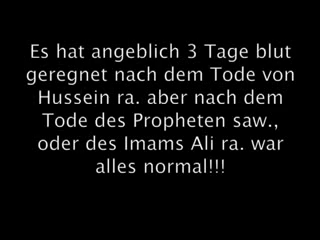 Es hat angeblich 3 Tage blut
geregnet nach dem Tode von
Hussein ra. aber nach dem
Tode des Propheten saw.,
oder des Imams Ali ra. war
alles normal!!!